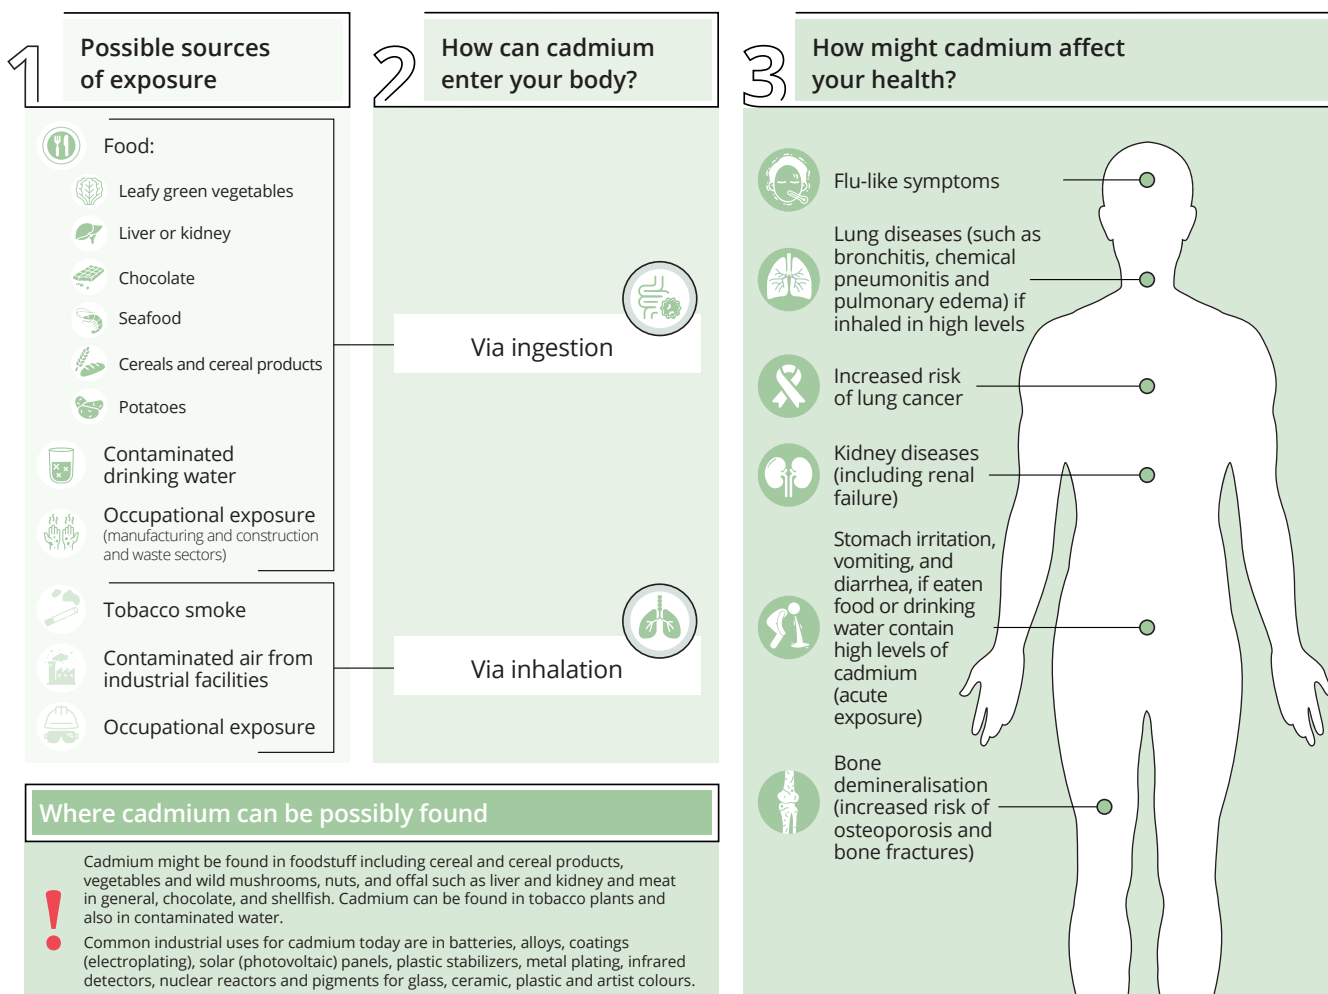 1
Possible sources
of exposure
Food:
Leafy green vegetables
Liver or kidney
Chocolate
Seafood
Cereals and cereal products
Potatoes
Contaminated
drinking water
Occupational exposure
(manufacturing and construction
and waste sectors)
Tobacco smoke
Contaminated air from
industrial facilities
Occupational exposure
2
How can cadmium
enter your body?
Via ingestion
Via inhalation
3
How might cadmium affect
your health?
Flu-like symptoms
Lung diseases (such as
bronchitis, chemical
pneumonitis and
pulmonary edema) if
inhaled in high levels
Increased risk
of lung cancer
Kidney diseases
(including renal
failure)
Stomach irritation,
vomiting, and
diarrhea, if eaten
food or drinking
water contain
high levels of
cadmium
(acute
exposure)
Bone
demineralisation
(increased risk of
osteoporosis and
bone fractures)
Where cadmium can be possibly found
Cadmium might be found in foodstuff including cereal and cereal products,
vegetables and wild mushrooms, nuts, and offal such as liver and kidney and meat
in general, chocolate, and shellfish. Cadmium can be found in tobacco plants and
also in contaminated water.
Common industrial uses for cadmium today are in batteries, alloys, coatings
(electroplating), solar (photovoltaic) panels, plastic stabilizers, metal plating, infrared
detectors, nuclear reactors and pigments for glass, ceramic, plastic and artist colours.